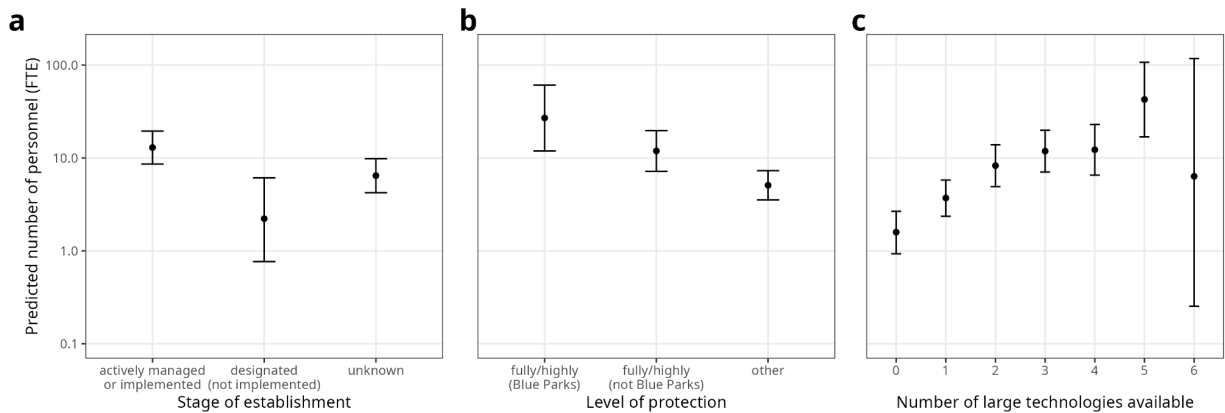 a
b
c
Predicted number of personnel (FTE)
100.0
10.0
1.0
0.1
actively managed
or implemented
designated
(not implemented)
unknown
Stage of establishment
fully/highly
(Blue Parks)
fully/highly
(not Blue Parks)
other
Level of protection
0 1 2 3 4 5 6
Number of large technologies available